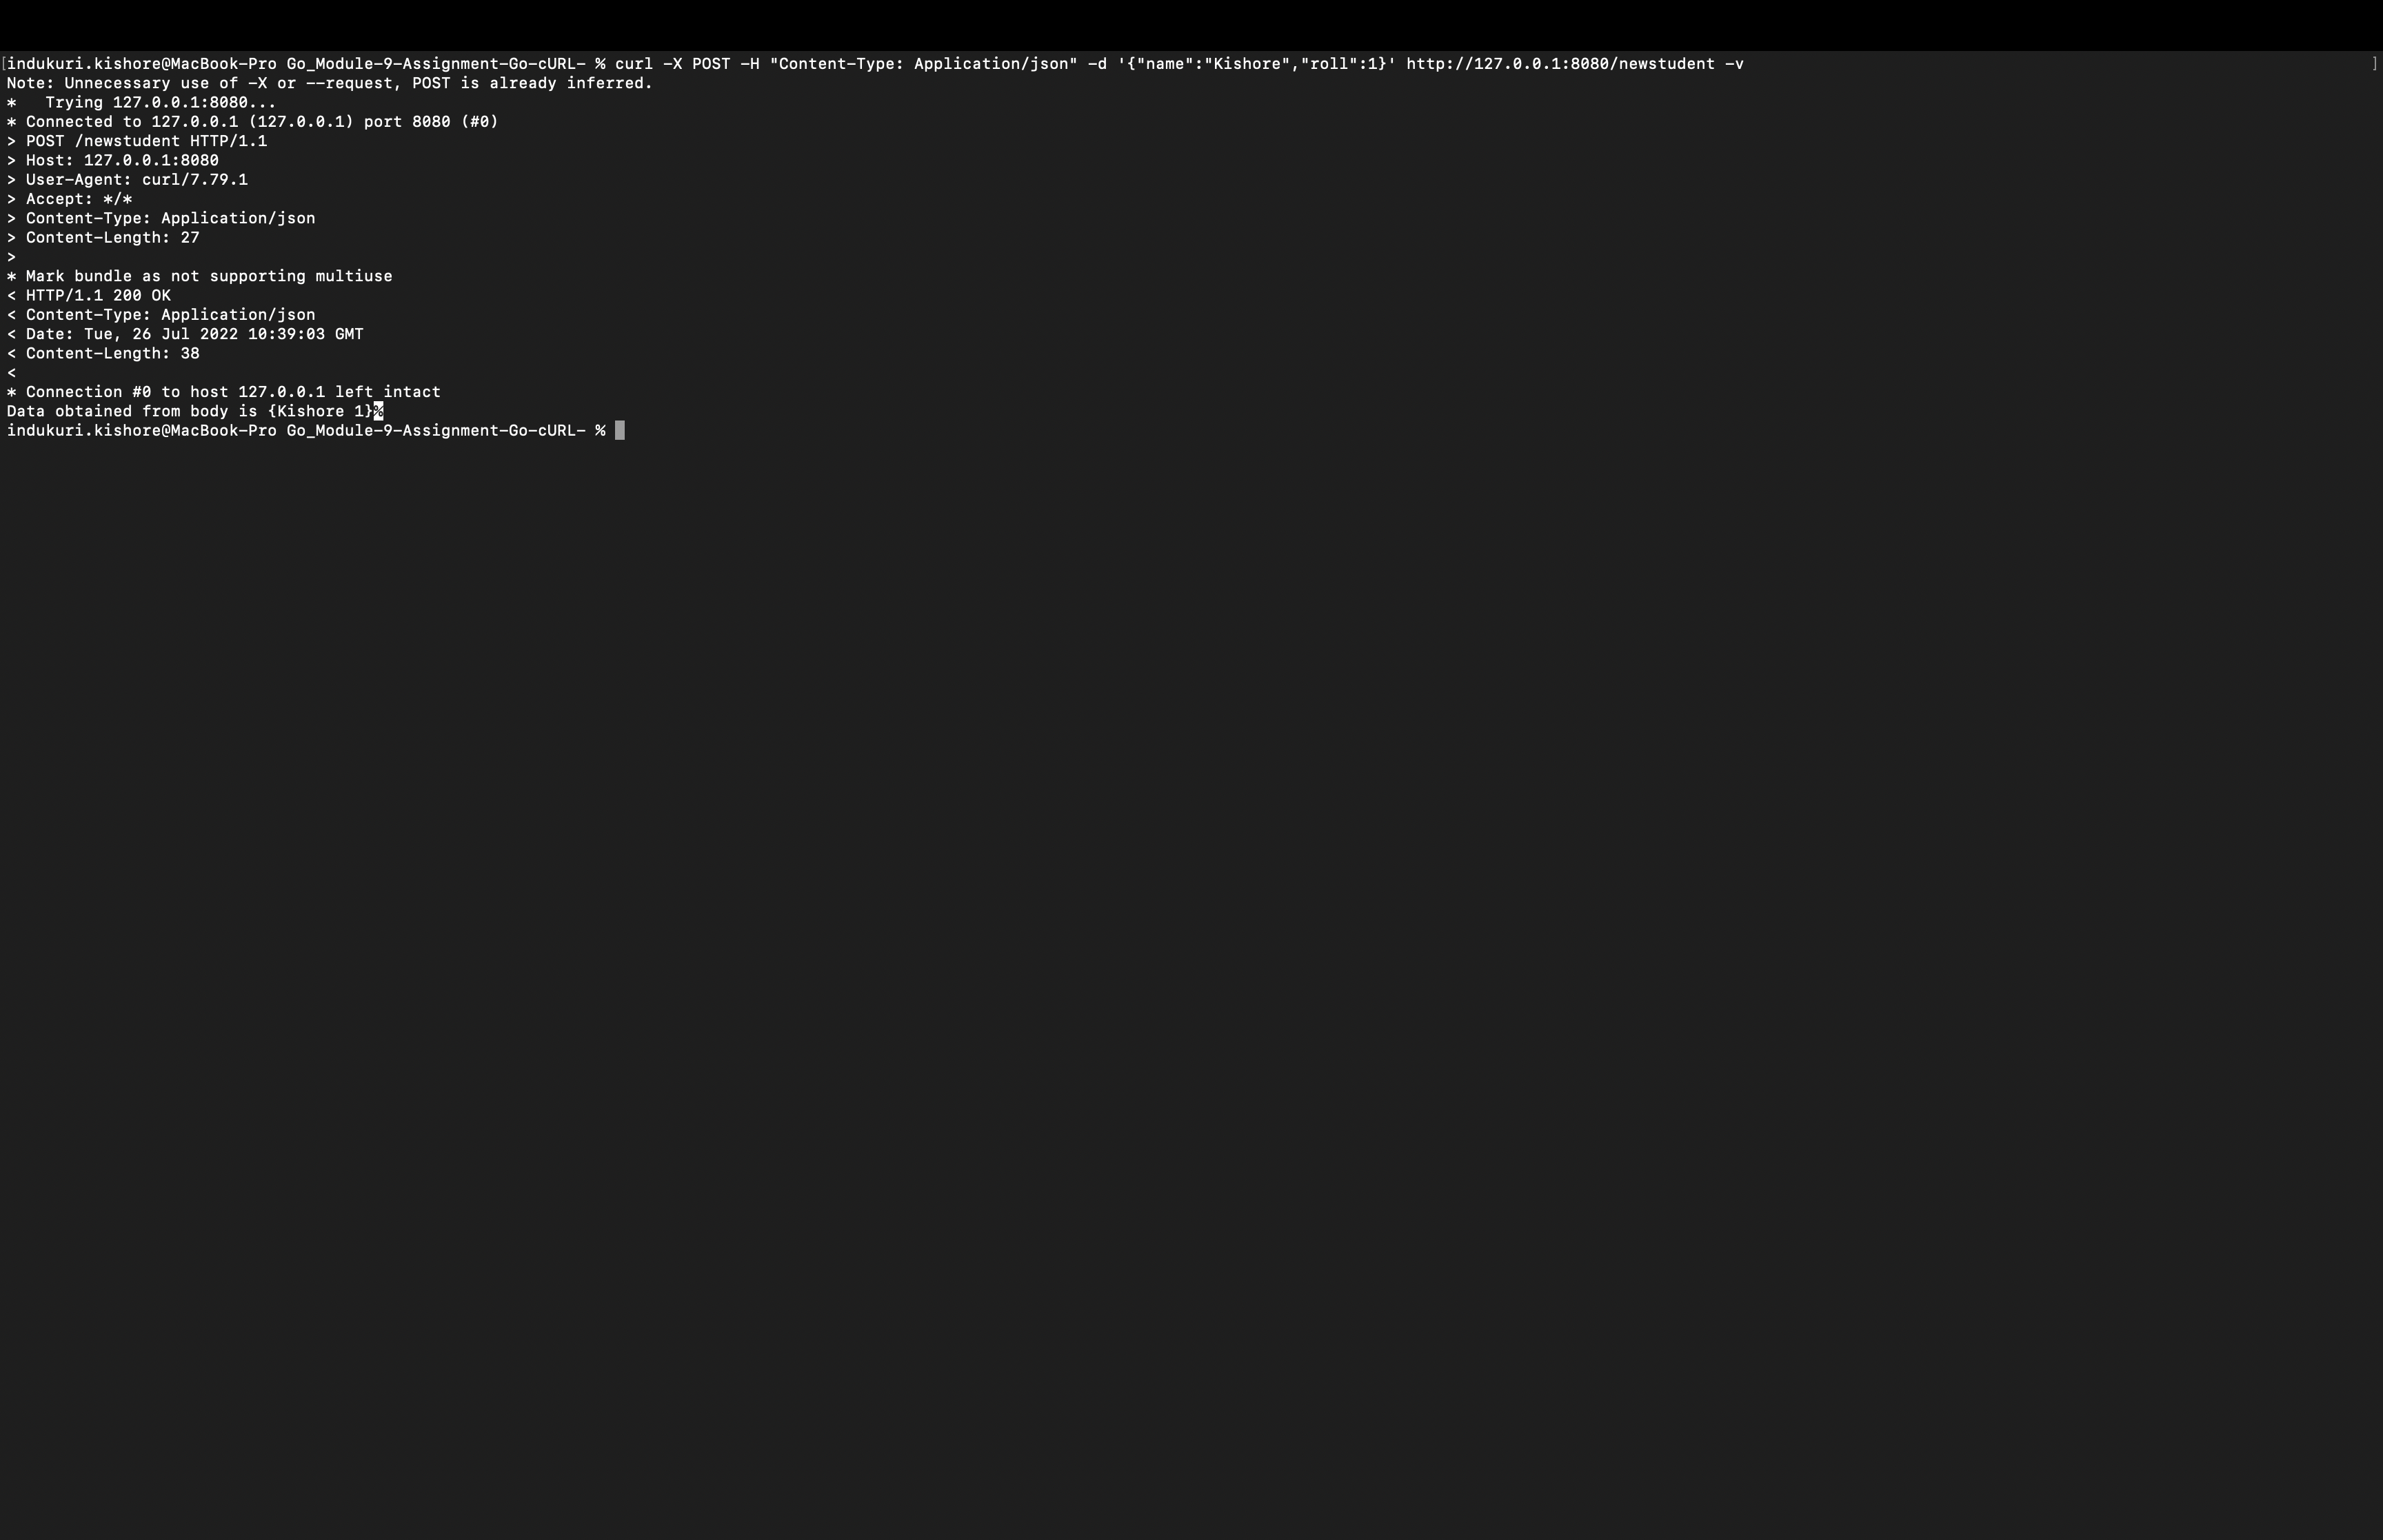 [indukuri.kishore@MacBook-Pro Go_Module-9-Assignment-Go-cURL- % curl -X POST -H "Content-Type: Application/json" -d '{"name":"Kishore","roll":1}' http://127.0.0.1:8080/newstudent -v ]
Note: Unnecessary use of -X or --request, POST is already inferred.
*   Trying 127.0.0.1:8080...
* Connected to 127.0.0.1 (127.0.0.1) port 8080 (#0)
> POST /newstudent HTTP/1.1
> Host: 127.0.0.1:8080
> User-Agent: curl/7.79.1
> Accept: */*
> Content-Type: Application/json
> Content-Length: 27
>
* Mark bundle as not supporting multiuse
< HTTP/1.1 200 OK
< Content-Type: Application/json
< Date: Tue, 26 Jul 2022 10:39:03 GMT
< Content-Length: 38
<
* Connection #0 to host 127.0.0.1 left intact
Data obtained from body is {Kishore 1}%
indukuri.kishore@MacBook-Pro Go_Module-9-Assignment-Go-cURL- %